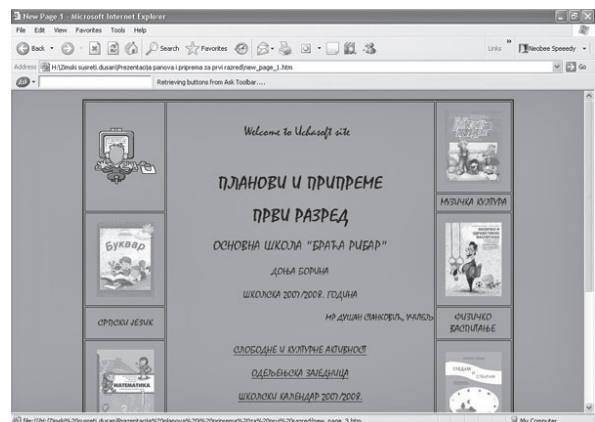 New Page 1 - Microsoft Internet Explorer
File Edit View Favorites Tools Help
Back Search Favorites Links Neobee Speeedy
Address H:\Zimski susreti.dusan\Prezentacija panova i priprema za prvi razred\new_page_1.htm Go
Retrieving buttons from Ask Toolbar....
Welcome to Uchasoft site
ПЛАНОВИ И ПРИПРЕМЕ
ПРВИ РАЗРЕД
ОСНОВНА ШКОЛА "БРАЋА РИБАР"
ДОЊА БОРИНА
ШКОЛСКА 2007/2008. ГОДИНА
МР ДУШАН СТАНКОВИЋ, УЧИТЕЉ
СЛОБОДНЕ И КУЛТУРНЕ АКТИВНОСТ
ОДЕЉЕЊСКА ЗАЈЕДНИЦА
ШКОЛСКИ КАЛЕНДАР 2007/2008.
Буквар
СРПСКИ ЈЕЗИК
МАТЕМАТИКА
МУЗИЧКА КУЛТУРА
ФИЗИЧКО
ВАСПИТАЊЕ
My Computer